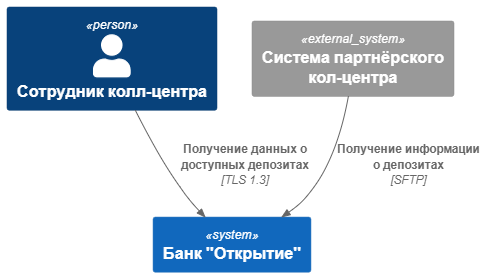 «person»
Сотрудник колл-центра
«external_system»
Система партнёрского
кол-центра
Получение данных о
доступных депозитах
[TLS 1.3]
Получение информации
о депозитах
[SFTP]
«system»
Банк "Открытие"